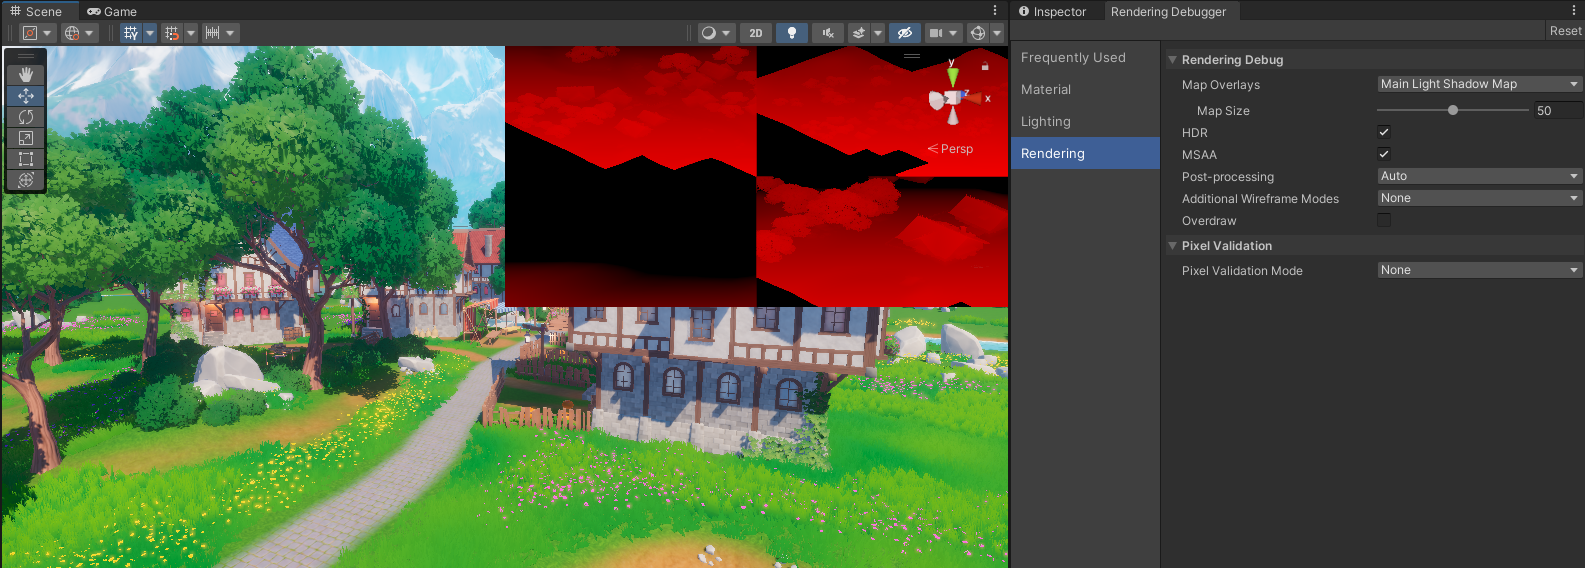 Scene
Game
Inspector
Rendering Debugger
2D
Reset
y
z
x
Persp
Frequently Used
Material
Lighting
Rendering
Rendering Debug
Map Overlays
Main Light Shadow Map
Map Size
50
HDR
MSAA
Post-processing
Auto
Additional Wireframe Modes
None
Overdraw
Pixel Validation
Pixel Validation Mode
None